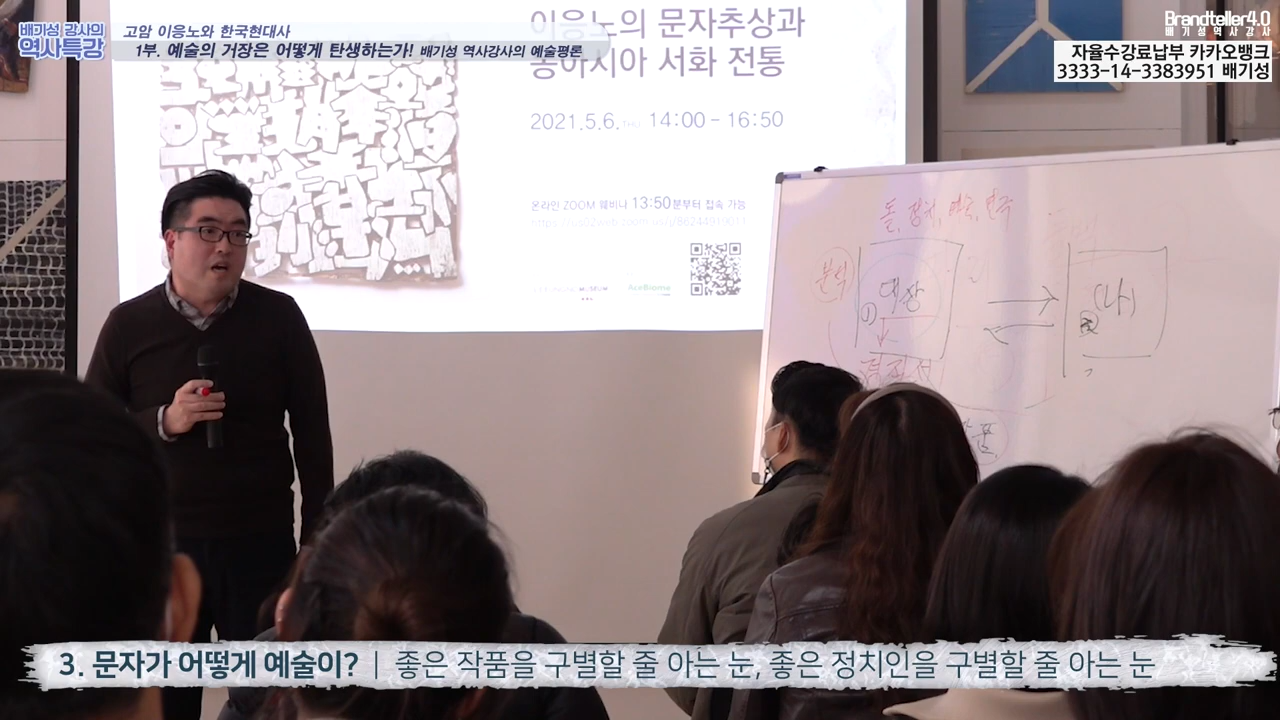 배기성 강사의
역사특강
고암 이응노와 한국현대사
1부. 예술의 거장은 어떻게 탄생하는가! 배기성 역사강사의 예술평론
Brandteller4.0
배기성역사강사
자율수강료납부 카카오뱅크
3333-14-3383951 배기성
이응노의 문자추상과
동아시아 서화 전통
2021.5.6.THU 14:00 - 16:50
온라인 ZOOM 웨비나 13:50분부터 접속 가능
AceBiome
돌, 정치,
분석
대상
(나)
3. 문자가 어떻게 예술이? | 좋은 작품을 구별할 줄 아는 눈, 좋은 정치인을 구별할 줄 아는 눈